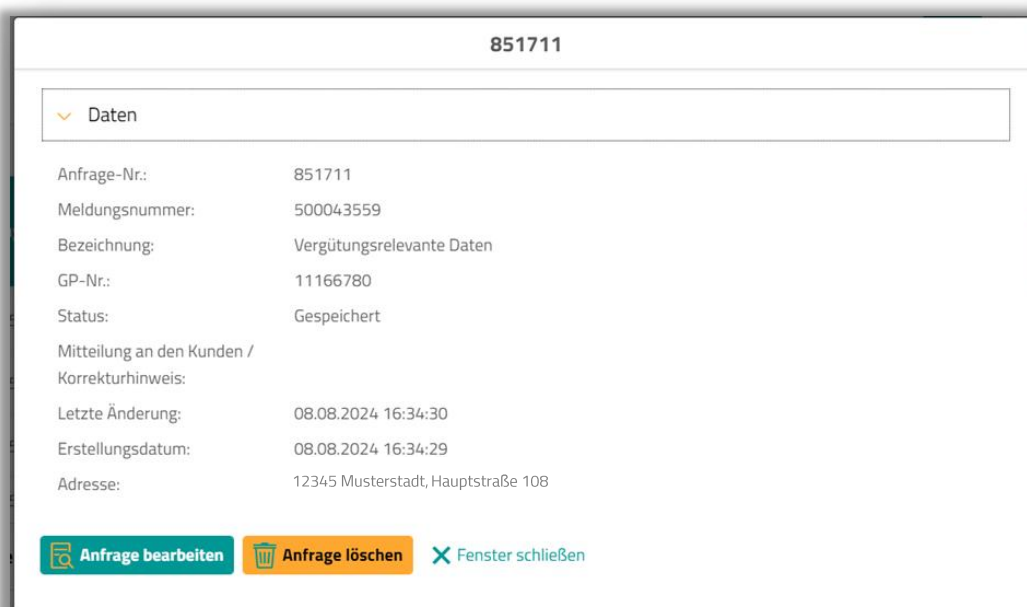 851711
Daten
Anfrage-Nr.: 851711
Meldungsnummer: 500043559
Bezeichnung: Vergütungsrelevante Daten
GP-Nr.: 11166780
Status: Gespeichert
Mitteilung an den Kunden /
Korrekturhinweis:
Letzte Änderung: 08.08.2024 16:34:30
Erstellungsdatum: 08.08.2024 16:34:29
Adresse: 12345 Musterstadt, Hauptstraße 108
Anfrage bearbeiten Anfrage löschen Fenster schließen